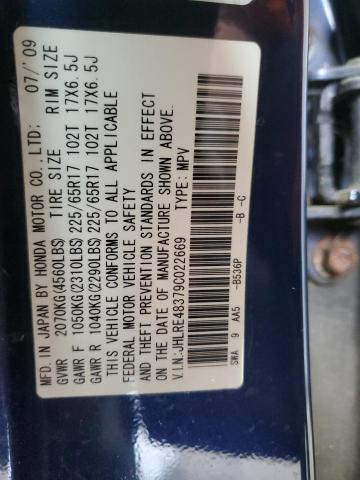 MFD. IN JAPAN BY HONDA MOTOR CO.,LTD: 07/'09
GVWR 2070KG(4560LBS) TIRE SIZE RIM SIZE
GAWR F 1050KG(2310LBS) 225/65R17 102T 17X6.5J
GAWR R 1040KG(2290LBS) 225/65R17 102T 17X6.5J
THIS VEHICLE CONFORMS TO ALL APPLICABLE
FEDERAL MOTOR VEHICLE SAFETY
AND THEFT PREVENTION STANDARDS IN EFFECT
ON THE DATE OF MANUFACTURE SHOWN ABOVE.
V.I.N:JHLRE48379C022669 TYPE: MPV
SWA 9 AA5 -B536P -B -C